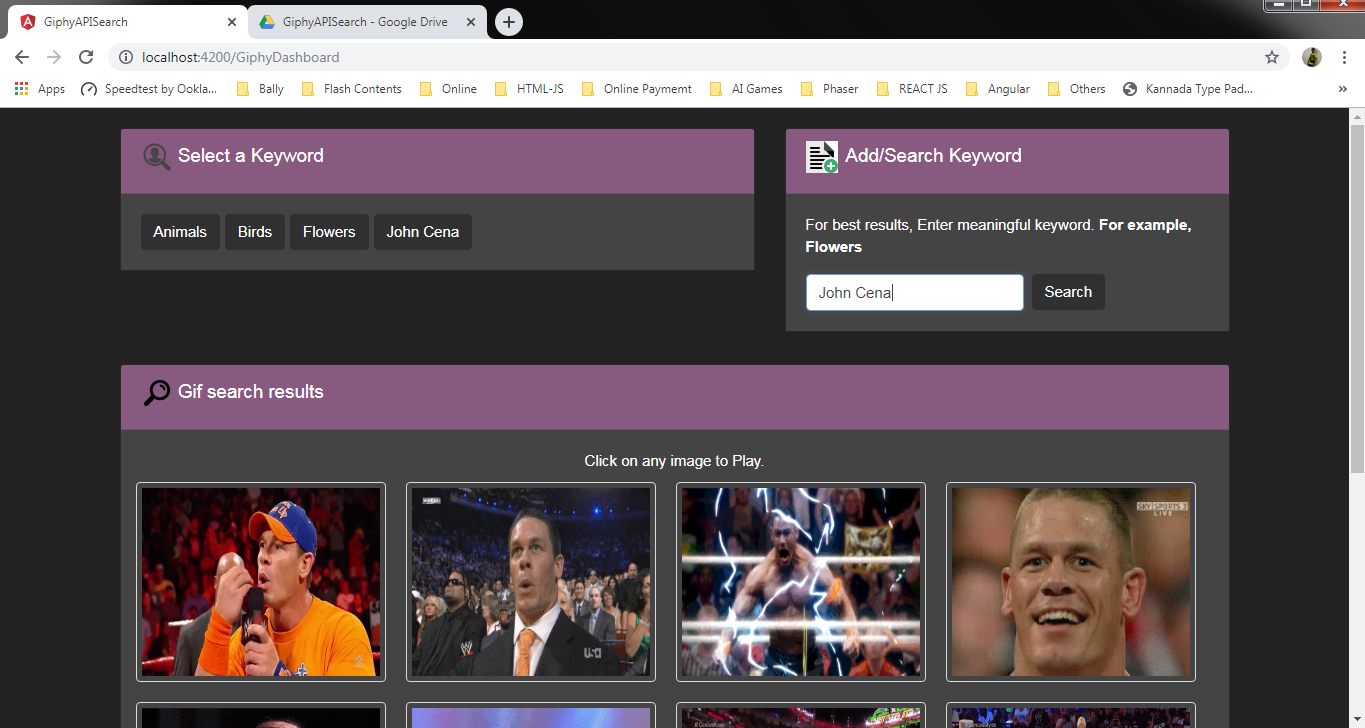 GiphyAPISearch
GiphyAPISearch - Google Drive
localhost:4200/GiphyDashboard
Apps
Speedtest by Ookla...
Bally
Flash Contents
Online
HTML-JS
Online Paymemt
AI Games
Phaser
REACT JS
Angular
Others
Kannada Type Pad...
»
Select a Keyword
Add/Search Keyword
Animals
Birds
Flowers
John Cena
For best results, Enter meaningful keyword. For example,
Flowers
John Cena
Search
Gif search results
Click on any image to Play.
SKY SPORTS 3
LIVE
USA